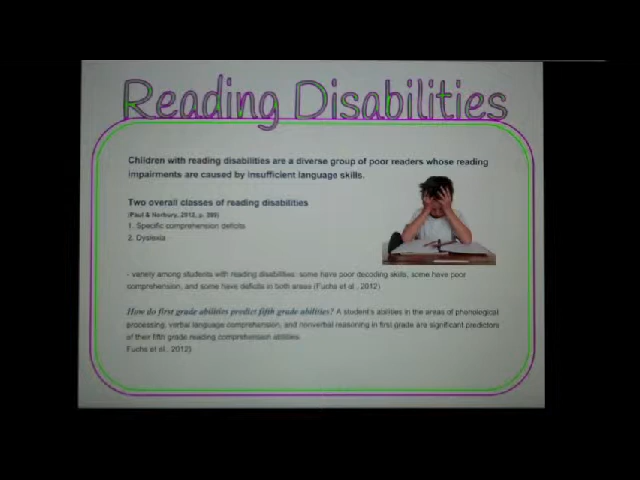 Reading Disabilities
Children with reading disabilities are a diverse group of poor readers whose reading
impairments are caused by insufficient language skills.
Two overall classes of reading disabilities
(Paul & Norbury, 2012, p. 389)
1. Specific comprehension deficits
2. Dyslexia
- variety among students with reading disabilities: some have poor decoding skills, some have poor
comprehension, and some have deficits in both areas (Fuchs et al., 2012)
How do first grade abilities predict fifth grade abilities? A student's abilities in the areas of phonological
processing, verbal language comprehension, and nonverbal reasoning in first grade are significant predictors
of their fifth grade reading comprehension abilities.
Fuchs et al., 2012)